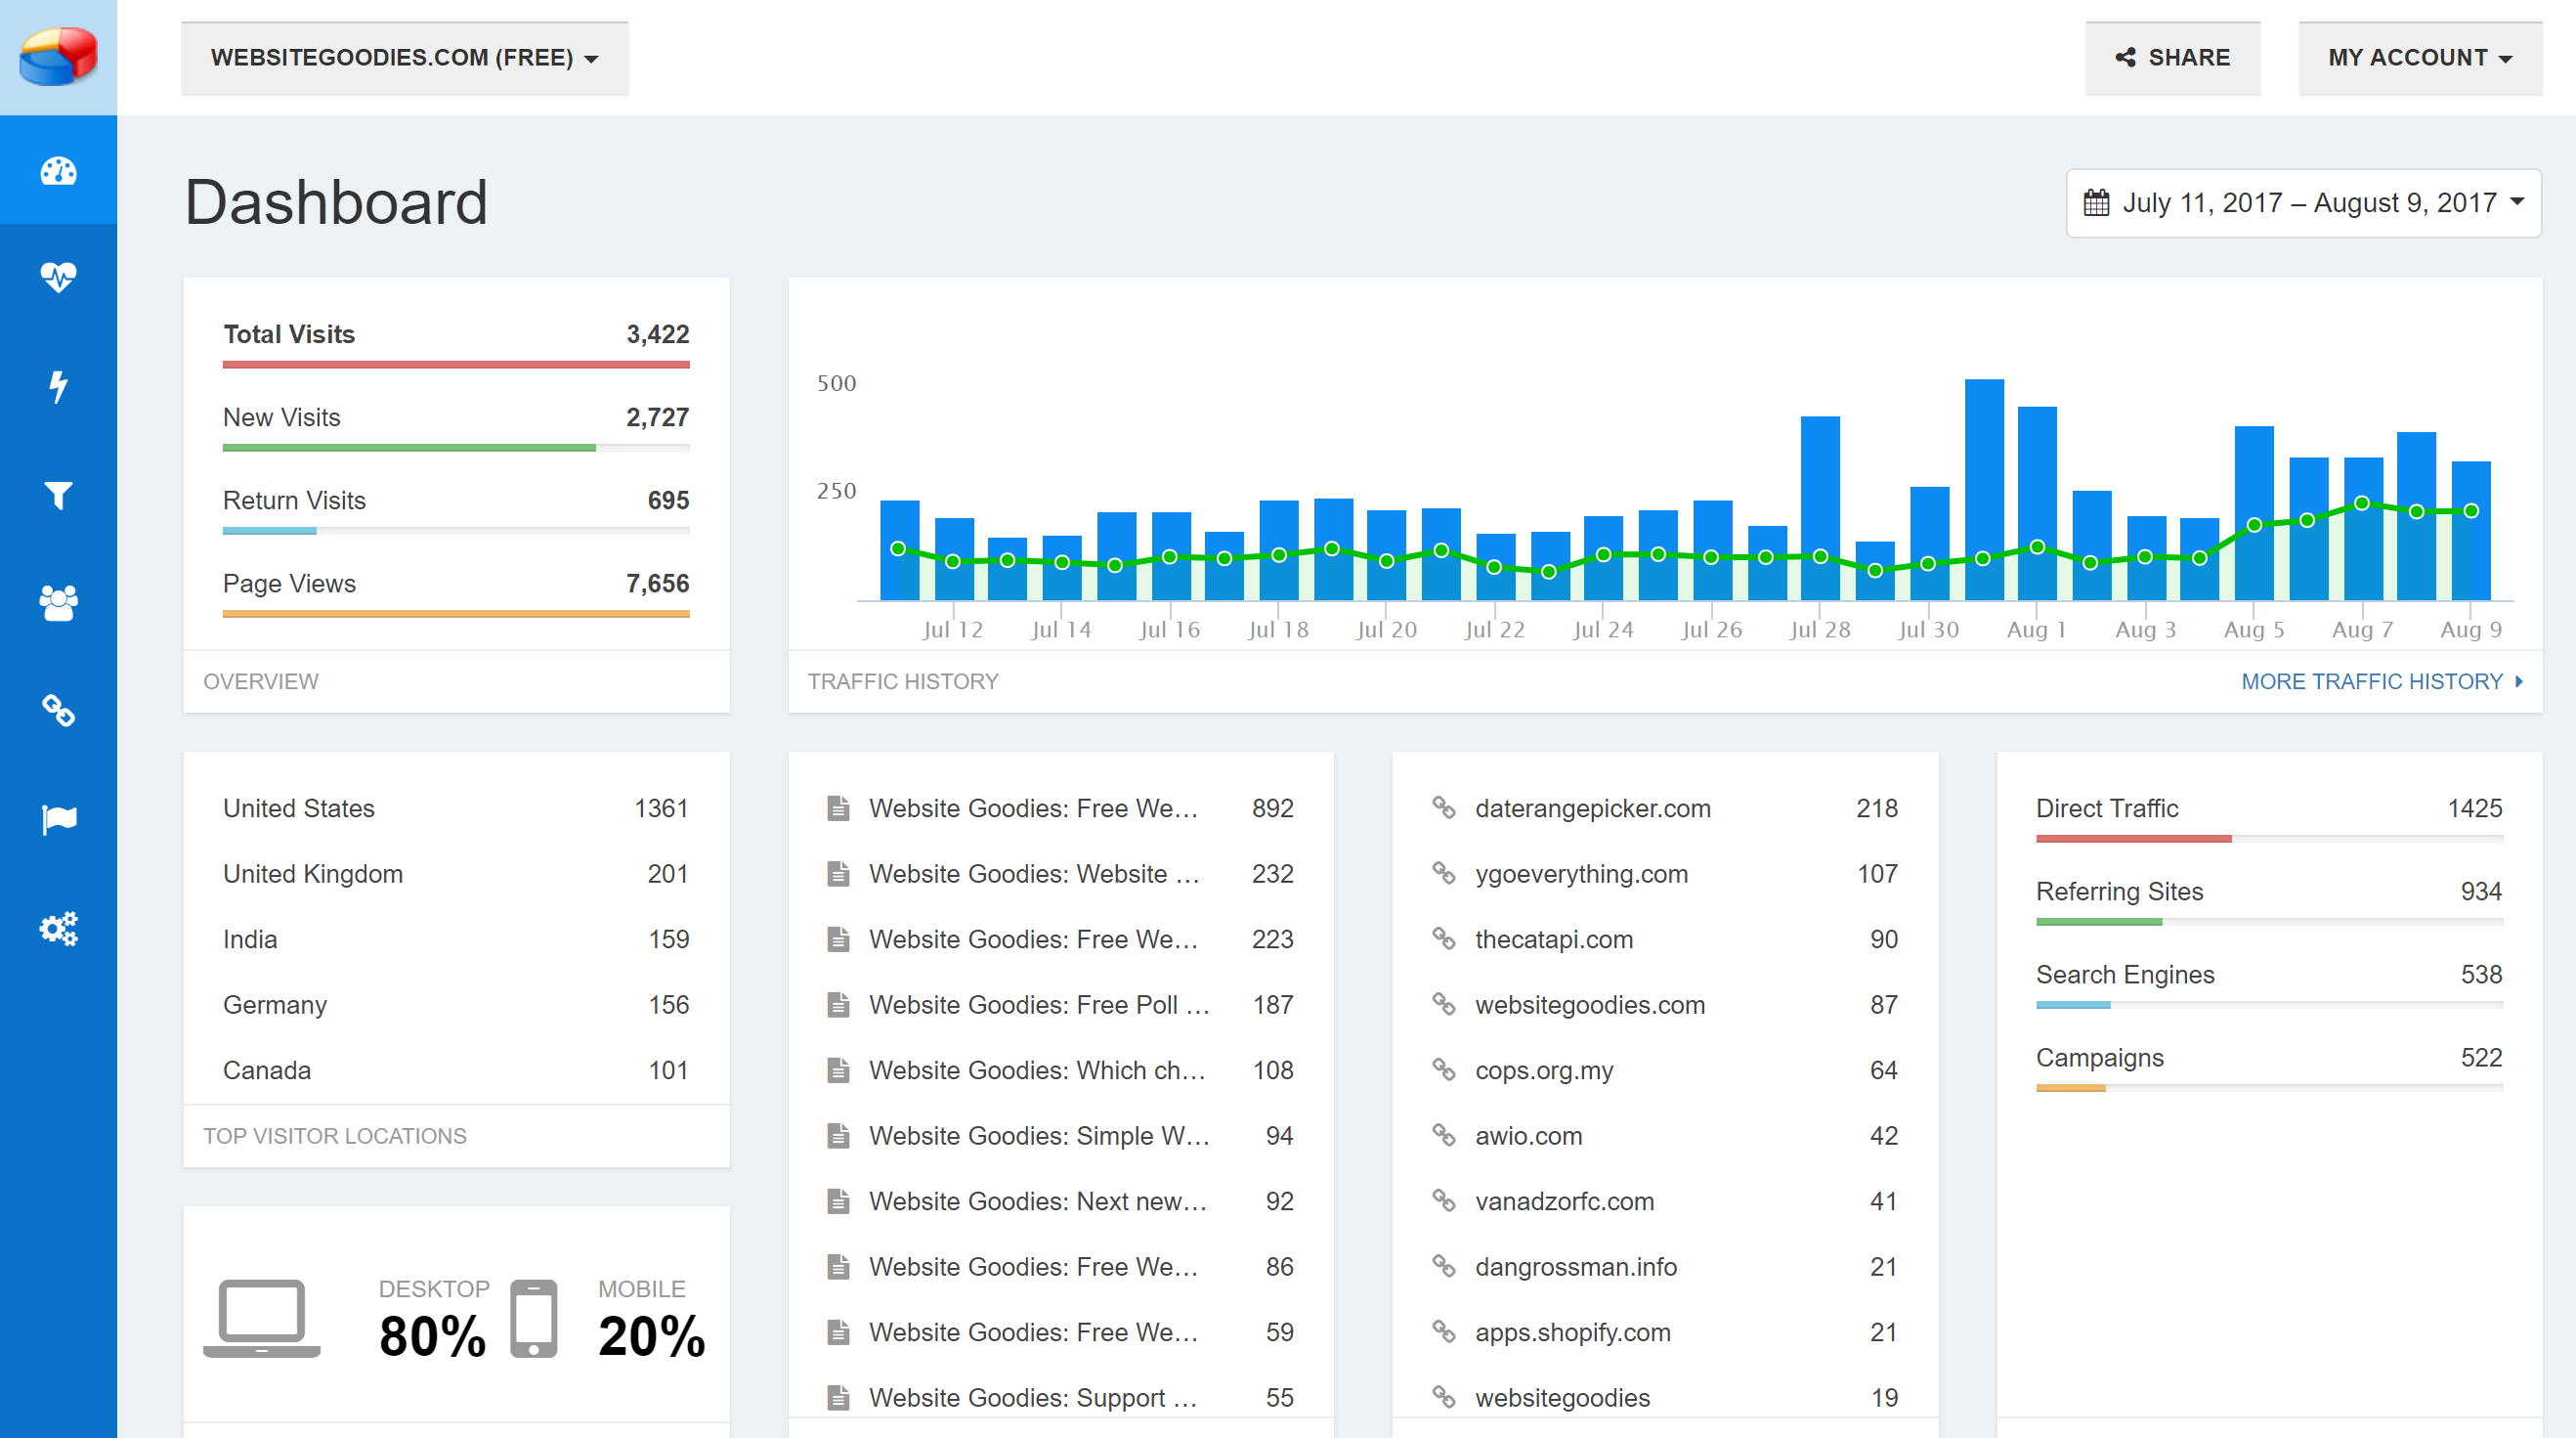 WEBSITEGOODIES.COM (FREE)
SHARE
MY ACCOUNT
Dashboard
July 11, 2017 – August 9, 2017
Total Visits 3,422
New Visits 2,727
Return Visits 695
Page Views 7,656
OVERVIEW
500
250
Jul 12 Jul 14 Jul 16 Jul 18 Jul 20 Jul 22 Jul 24 Jul 26 Jul 28 Jul 30 Aug 1 Aug 3 Aug 5 Aug 7 Aug 9
TRAFFIC HISTORY
MORE TRAFFIC HISTORY
United States 1361
United Kingdom 201
India 159
Germany 156
Canada 101
TOP VISITOR LOCATIONS
DESKTOP
80%
MOBILE
20%
Website Goodies: Free We… 892
Website Goodies: Website … 232
Website Goodies: Free We… 223
Website Goodies: Free Poll … 187
Website Goodies: Which ch… 108
Website Goodies: Simple W… 94
Website Goodies: Next new… 92
Website Goodies: Free We… 86
Website Goodies: Free We… 59
Website Goodies: Support … 55
daterangepicker.com 218
ygoeverything.com 107
thecatapi.com 90
websitegoodies.com 87
cops.org.my 64
awio.com 42
vanadzorfc.com 41
dangrossman.info 21
apps.shopify.com 21
websitegoodies 19
Direct Traffic 1425
Referring Sites 934
Search Engines 538
Campaigns 522